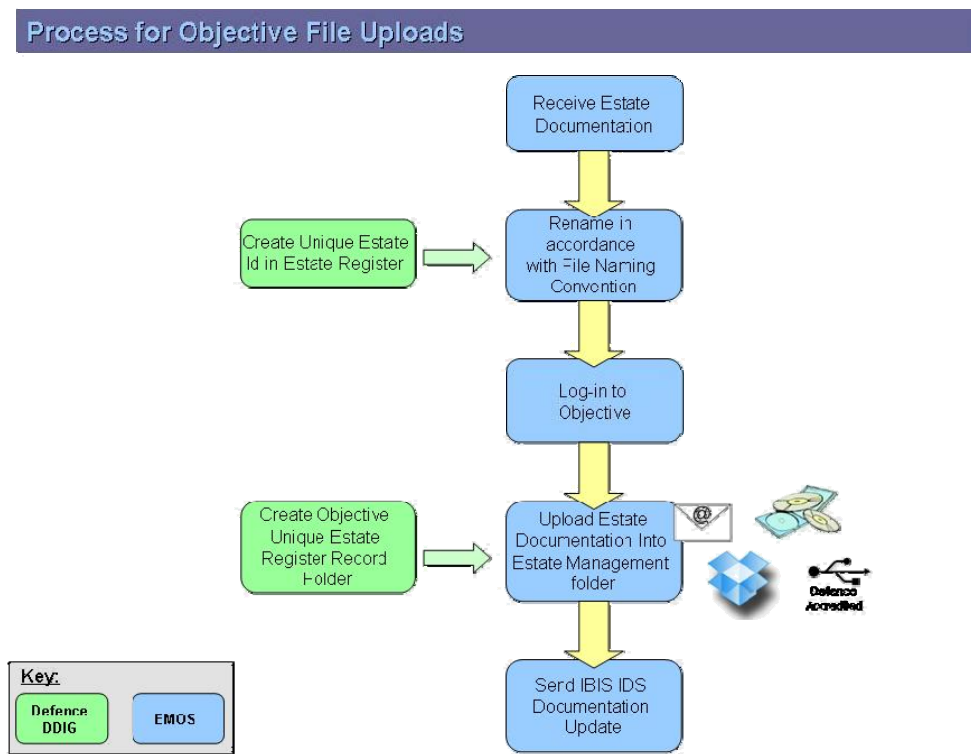 Process for Objective File Uploads
Receive Estate
Documentation
Create Unique Estate
Id in Estate Register
Rename in
accordance
with File Naming
Convention
Log-in to
Objective
Create Objective
Unique Estate
Register Record
Holder
Upload Estate
Documentation Into
Estate Management
folder
@
Defence
Accredited
Send IBIS IDS
Documentation
Update
Key:
Defence
DDIG
EMOS